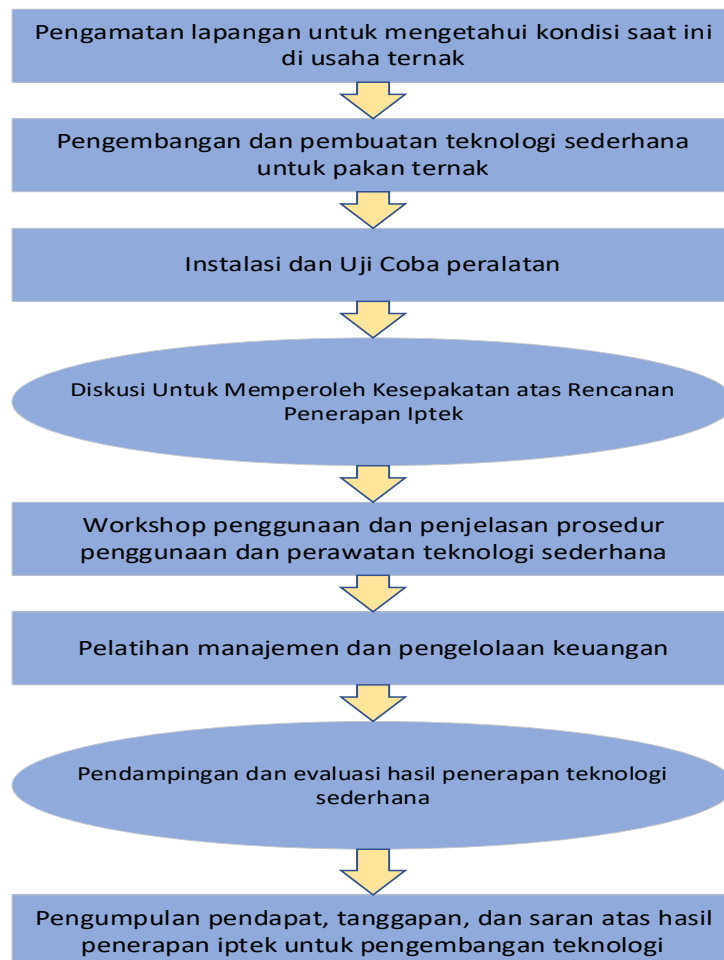 Pengamatan lapangan untuk mengetahui kondisi saat ini
di usaha ternak
Pengembangan dan pembuatan teknologi sederhana
untuk pakan ternak
Instalasi dan Uji Coba peralatan
Diskusi Untuk Memperoleh Kesepakatan atas Rencanan
Penerapan Iptek
Workshop penggunaan dan penjelasan prosedur
penggunaan dan perawatan teknologi sederhana
Pelatihan manajemen dan pengelolaan keuangan
Pendampingan dan evaluasi hasil penerapan teknologi
sederhana
Pengumpulan pendapat, tanggapan, dan saran atas hasil
penerapan iptek untuk pengembangan teknologi